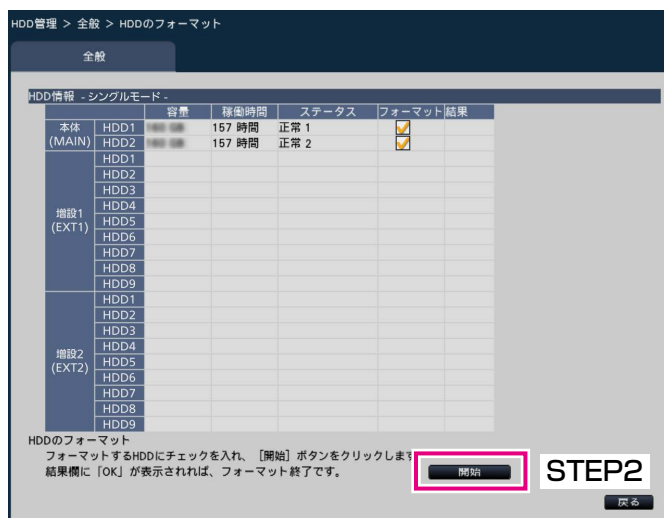 HDD管理 > 全般 > HDDのフォーマット
全般
HDD情報 - シングルモード -
容量 稼働時間 ステータス フォーマット 結果
本体 (MAIN) HDD1 157 時間 正常 1
HDD2 157 時間 正常 2
増設1 (EXT1) HDD1
HDD2
HDD3
HDD4
HDD5
HDD6
HDD7
HDD8
HDD9
増設2 (EXT2) HDD1
HDD2
HDD3
HDD4
HDD5
HDD6
HDD7
HDD8
HDD9
HDDのフォーマット
フォーマットするHDDにチェックを入れ、［開始］ボタンをクリックします
結果欄に「OK」が表示されれば、フォーマット終了です。
開始
STEP2
戻る